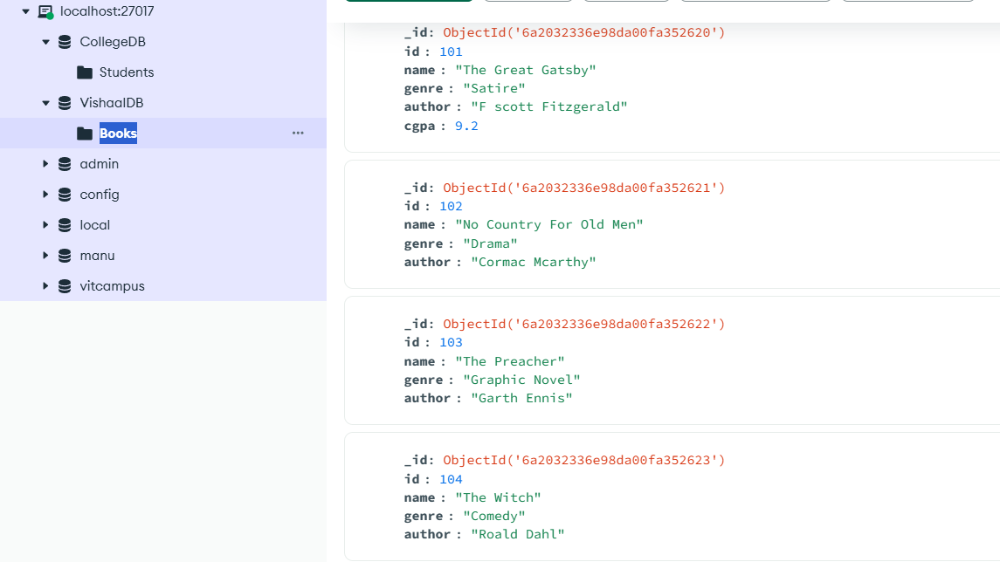 localhost:27017
CollegeDB
Students
VishaalDB
Books
admin
config
local
manu
vitcampus
_id: ObjectId('6a2032336e98da00fa352620')
id : 101
name : "The Great Gatsby"
genre : "Satire"
author : "F scott Fitzgerald"
cgpa : 9.2
_id: ObjectId('6a2032336e98da00fa352621')
id : 102
name : "No Country For Old Men"
genre : "Drama"
author : "Cormac Mcarthy"
_id: ObjectId('6a2032336e98da00fa352622')
id : 103
name : "The Preacher"
genre : "Graphic Novel"
author : "Garth Ennis"
_id: ObjectId('6a2032336e98da00fa352623')
id : 104
name : "The Witch"
genre : "Comedy"
author : "Roald Dahl"